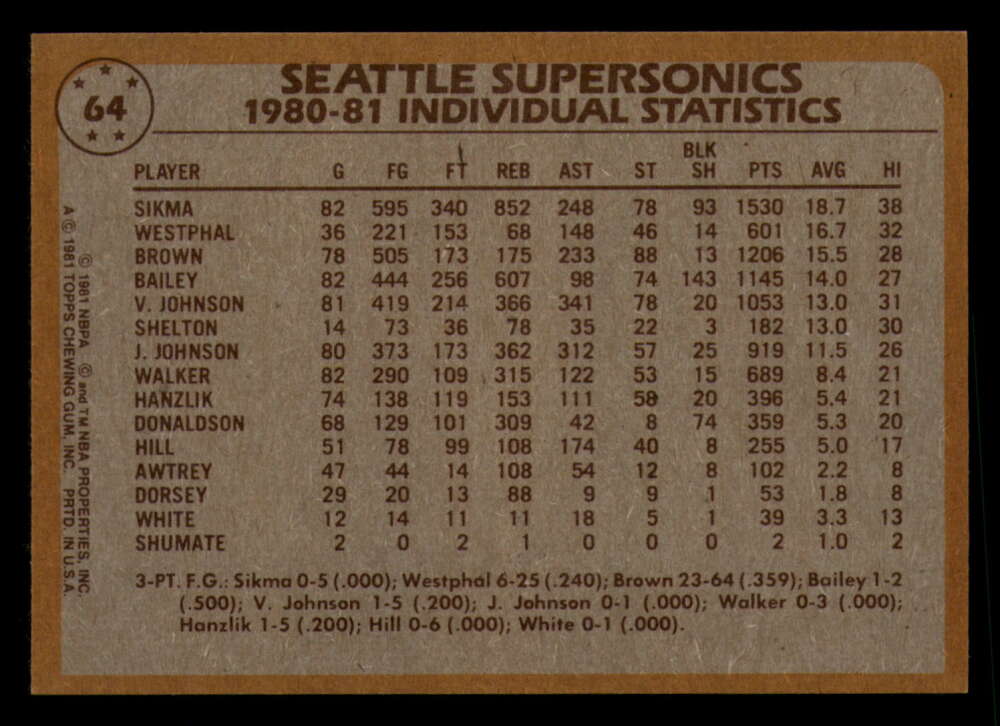 64
SEATTLE SUPERSONICS
1980-81 INDIVIDUAL STATISTICS
PLAYER G FG FT REB AST ST BLK SH PTS AVG HI
SIKMA 82 595 340 852 248 78 93 1530 18.7 38
WESTPHAL 36 221 153 68 148 46 14 601 16.7 32
BROWN 78 505 173 175 233 88 13 1206 15.5 28
BAILEY 82 444 256 607 98 74 143 1145 14.0 27
V. JOHNSON 81 419 214 366 341 78 20 1053 13.0 31
SHELTON 14 73 36 78 35 22 3 182 13.0 30
J. JOHNSON 80 373 173 362 312 57 25 919 11.5 26
WALKER 82 290 109 315 122 53 15 689 8.4 21
HANZLIK 74 138 119 153 111 58 20 396 5.4 21
DONALDSON 68 129 101 309 42 8 74 359 5.3 20
HILL 51 78 99 108 174 40 8 255 5.0 17
AWTREY 47 44 14 108 54 12 8 102 2.2 8
DORSEY 29 20 13 88 9 9 1 53 1.8 8
WHITE 12 14 11 11 18 5 1 39 3.3 13
SHUMATE 2 0 2 1 0 0 0 2 1.0 2
3-PT. F.G.: Sikma 0-5 (.000); Westphal 6-25 (.240); Brown 23-64 (.359); Bailey 1-2
(.500); V. Johnson 1-5 (.200); J. Johnson 0-1 (.000); Walker 0-3 (.000);
Hanzlik 1-5 (.200); Hill 0-6 (.000); White 0-1 (.000).
© 1981 NBPA © and TM NBA PROPERTIES, INC.
A © 1981 TOPPS CHEWING GUM, INC. PRTD. IN U.S.A.